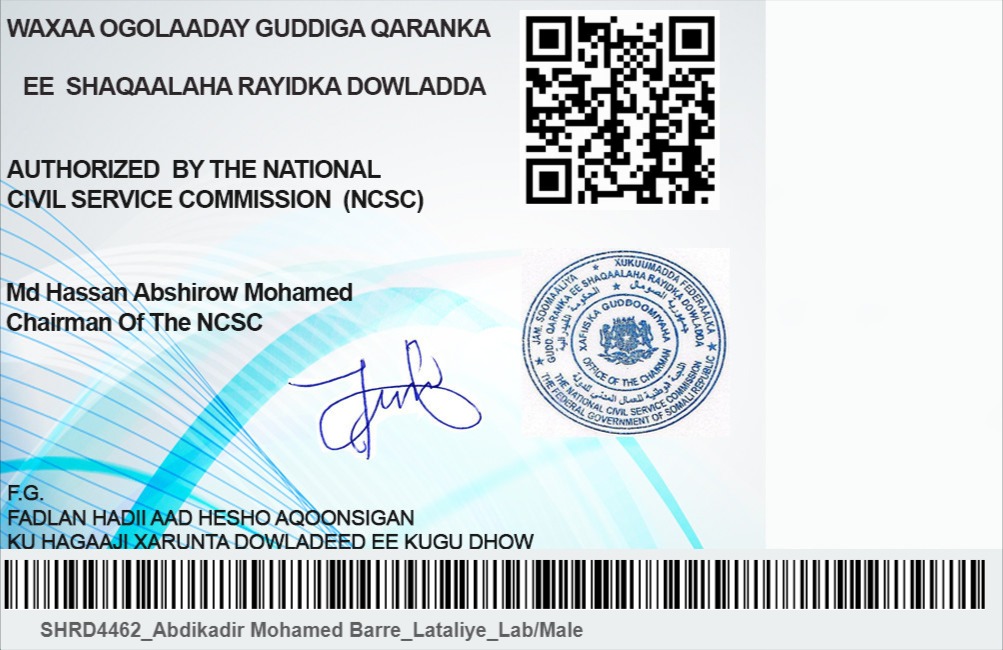 WAXAA OGOLAADAY GUDDIGA QARANKA
EE SHAQAALAHA RAYIDKA DOWLADDA
AUTHORIZED BY THE NATIONAL
CIVIL SERVICE COMMISSION (NCSC)
Md Hassan Abshirow Mohamed
Chairman Of The NCSC
JAM. SOOMAALIYA
XUKUUMADDA FEDERAALKA
GUDD. QARANKA EE SHAQAALAHA RAYIDKA DOWLADDA
جمهورية الصومال
XAFIISKA GUDDOOMIYAHA
OFFICE OF THE CHAIRMAN
THE NATIONAL CIVIL SERVICE COMMISSION
THE FEDERAL GOVERNMENT OF SOMALI REPUBLIC
F.G.
FADLAN HADII AAD HESHO AQOONSIGAN
KU HAGAAJI XARUNTA DOWLADEED EE KUGU DHOW
SHRD4462_Abdikadir Mohamed Barre_Lataliye_Lab/Male